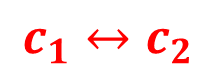 c₁ ↔ c₂